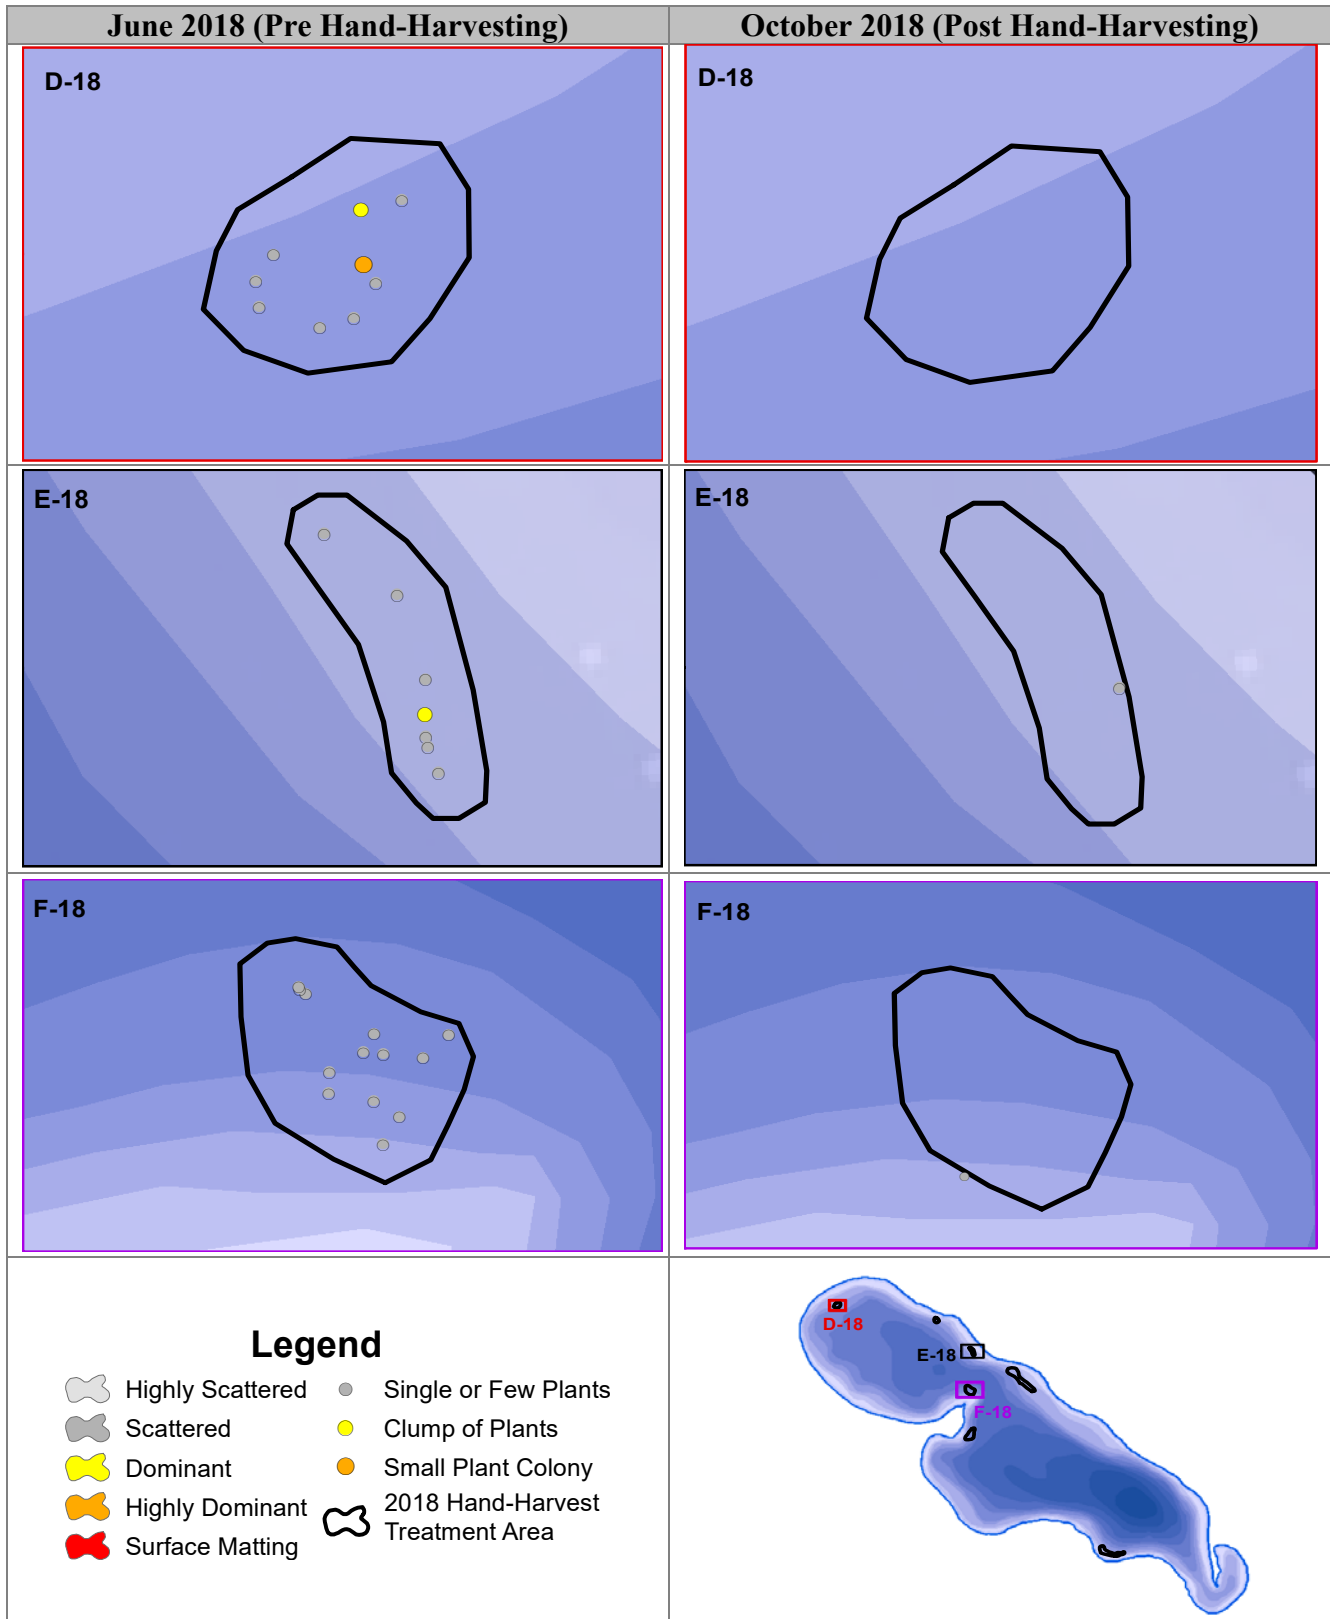 June 2018 (Pre Hand-Harvesting)
October 2018 (Post Hand-Harvesting)
D-18
D-18
E-18
E-18
F-18
F-18
Legend
Highly Scattered
Scattered
Dominant
Highly Dominant
Surface Matting
Single or Few Plants
Clump of Plants
Small Plant Colony
2018 Hand-Harvest
Treatment Area
D-18
E-18
F-18